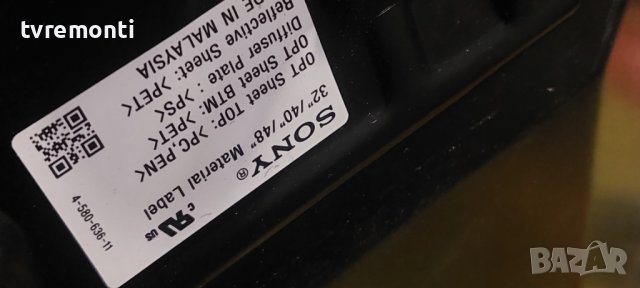 tvremonti
SONY®
32"/40"/48" Material Label
OPT Sheet TOP: >PC,PEN<
OPT Sheet BTM: >PET<
Diffuser Plate : >PS<
Reflective Sheet: >PET<
DE IN MALAYSIA
c
US
4-580-636-11
BAZAR